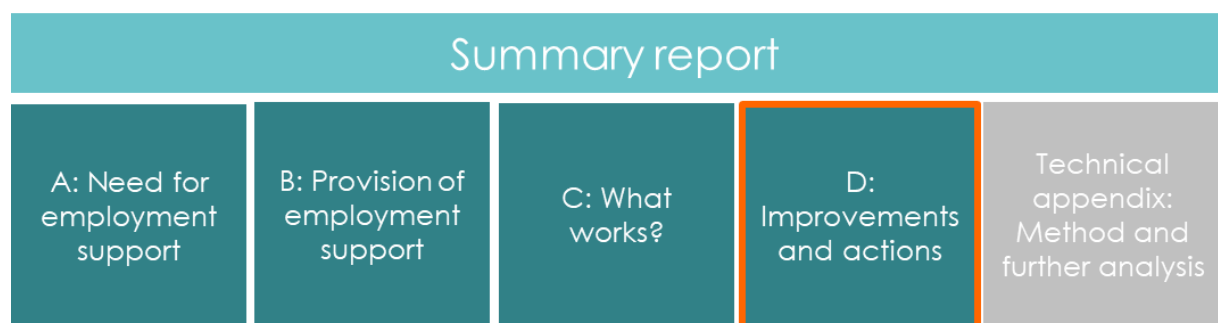 Summary report
A: Need for
employment
support
B: Provision of
employment
support
C: What
works?
D:
Improvements
and actions
Technical
appendix:
Method and
further analysis